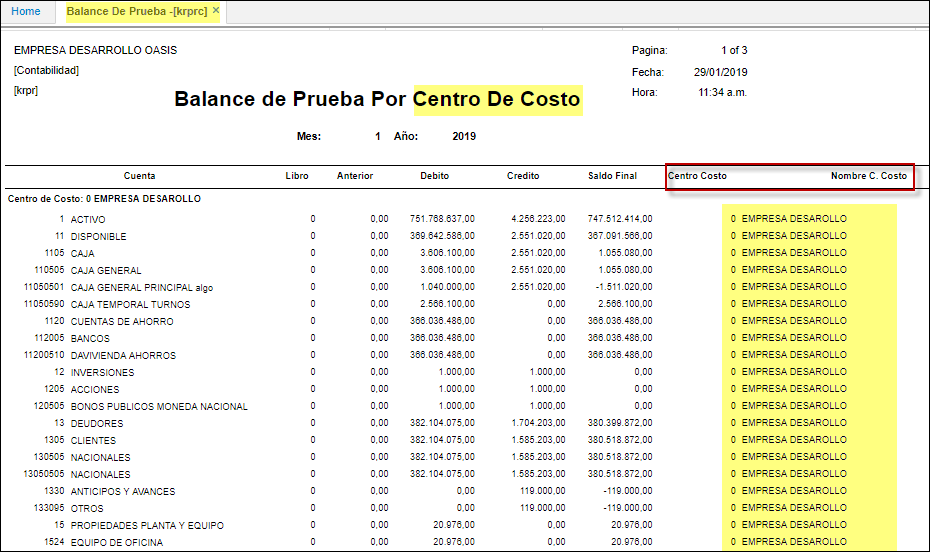 Home Balance De Prueba -[krprc] ×
EMPRESA DESARROLLO OASIS Pagina: 1 of 3
[Contabilidad] Fecha: 29/01/2019
[krpr] Hora: 11:34 a.m.
Balance de Prueba Por Centro De Costo
Mes: 1 Año: 2019
Cuenta Libro Anterior Debito Credito Saldo Final Centro Costo Nombre C. Costo
Centro de Costo: 0 EMPRESA DESAROLLO
1 ACTIVO 0 0,00 751.768.637,00 4.256.223,00 747.512.414,00 0 EMPRESA DESAROLLO
11 DISPONIBLE 0 0,00 369.642.586,00 2.551.020,00 367.091.566,00 0 EMPRESA DESAROLLO
1105 CAJA 0 0,00 3.606.100,00 2.551.020,00 1.055.080,00 0 EMPRESA DESAROLLO
110505 CAJA GENERAL 0 0,00 3.606.100,00 2.551.020,00 1.055.080,00 0 EMPRESA DESAROLLO
11050501 CAJA GENERAL PRINCIPAL algo 0 0,00 1.040.000,00 2.551.020,00 -1.511.020,00 0 EMPRESA DESAROLLO
11050590 CAJA TEMPORAL TURNOS 0 0,00 2.566.100,00 0,00 2.566.100,00 0 EMPRESA DESAROLLO
1120 CUENTAS DE AHORRO 0 0,00 366.036.486,00 0,00 366.036.486,00 0 EMPRESA DESAROLLO
112005 BANCOS 0 0,00 366.036.486,00 0,00 366.036.486,00 0 EMPRESA DESAROLLO
11200510 DAVIVIENDA AHORROS 0 0,00 366.036.486,00 0,00 366.036.486,00 0 EMPRESA DESAROLLO
12 INVERSIONES 0 0,00 1.000,00 1.000,00 0,00 0 EMPRESA DESAROLLO
1205 ACCIONES 0 0,00 1.000,00 1.000,00 0,00 0 EMPRESA DESAROLLO
120505 BONOS PUBLICOS MONEDA NACIONAL 0 0,00 1.000,00 1.000,00 0,00 0 EMPRESA DESAROLLO
13 DEUDORES 0 0,00 382.104.075,00 1.704.203,00 380.399.872,00 0 EMPRESA DESAROLLO
1305 CLIENTES 0 0,00 382.104.075,00 1.585.203,00 380.518.872,00 0 EMPRESA DESAROLLO
130505 NACIONALES 0 0,00 382.104.075,00 1.585.203,00 380.518.872,00 0 EMPRESA DESAROLLO
13050505 NACIONALES 0 0,00 382.104.075,00 1.585.203,00 380.518.872,00 0 EMPRESA DESAROLLO
1330 ANTICIPOS Y AVANCES 0 0,00 0,00 119.000,00 -119.000,00 0 EMPRESA DESAROLLO
133095 OTROS 0 0,00 0,00 119.000,00 -119.000,00 0 EMPRESA DESAROLLO
15 PROPIEDADES PLANTA Y EQUIPO 0 0,00 20.976,00 0,00 20.976,00 0 EMPRESA DESAROLLO
1524 EQUIPO DE OFICINA 0 0,00 20.976,00 0,00 20.976,00 0 EMPRESA DESAROLLO